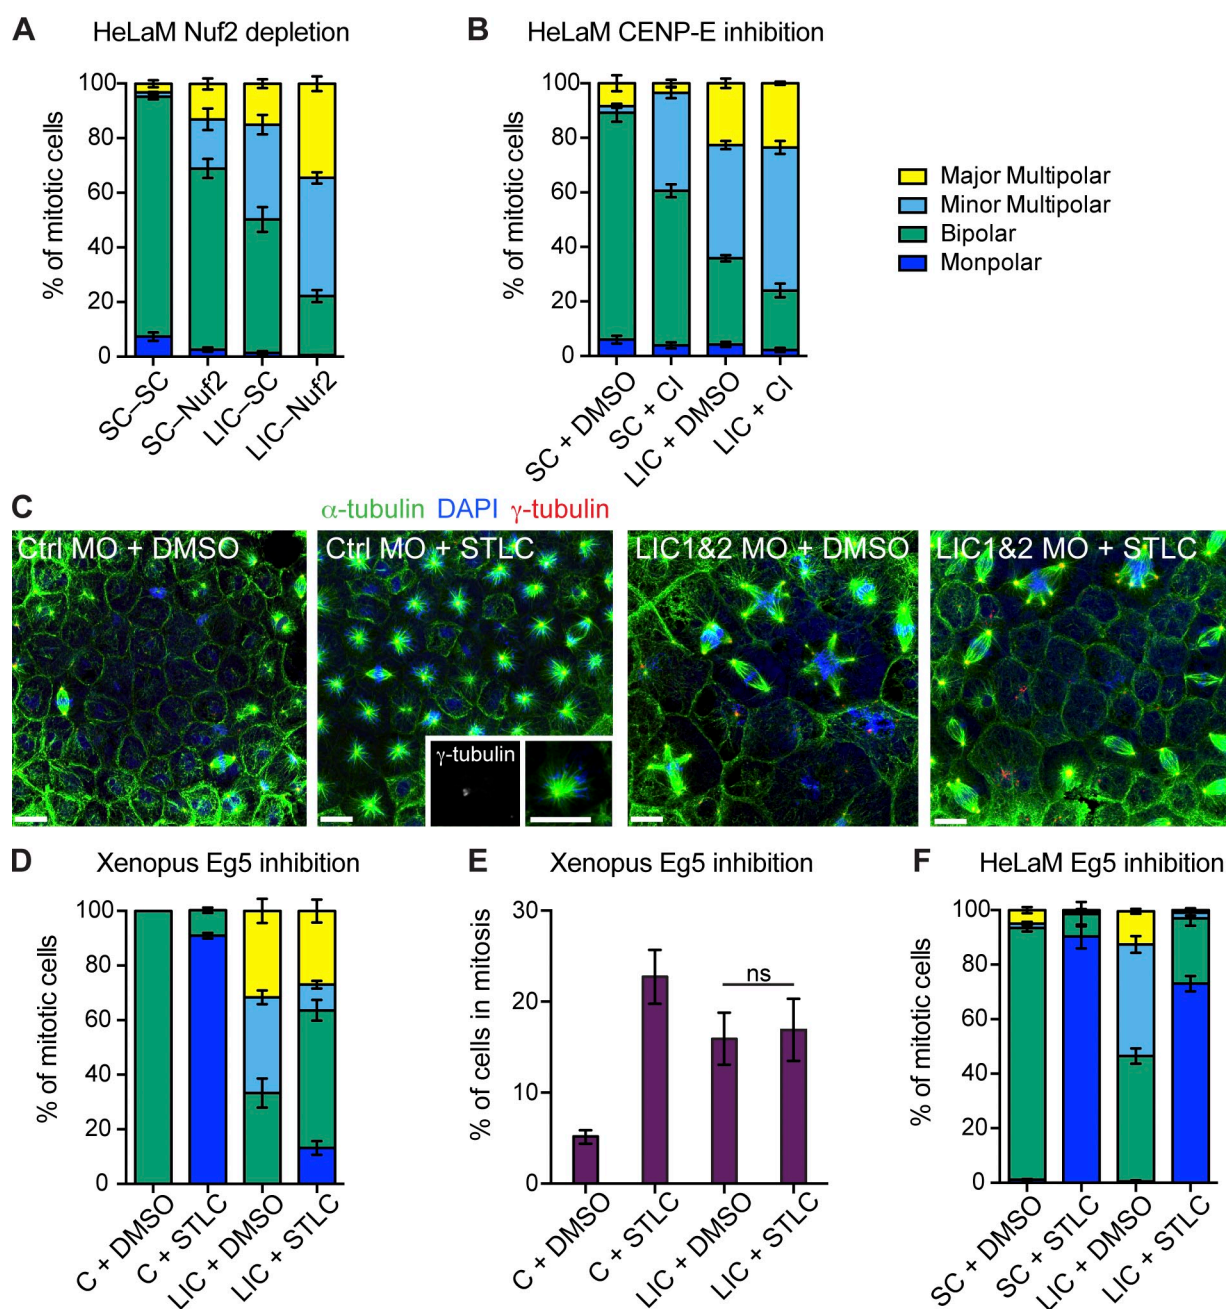 A HeLaM Nuf2 depletion
% of mitotic cells
100
80
60
40
20
0
SC–SC
SC–Nuf2
LIC–SC
LIC–Nuf2
B HeLaM CENP-E inhibition
% of mitotic cells
100
80
60
40
20
0
SC + DMSO
SC + CI
LIC + DMSO
LIC + CI
Major Multipolar
Minor Multipolar
Bipolar
Monpolar
C α-tubulin DAPI γ-tubulin
Ctrl MO + DMSO
Ctrl MO + STLC
γ-tubulin
LIC1&2 MO + DMSO
LIC1&2 MO + STLC
D Xenopus Eg5 inhibition
% of mitotic cells
100
80
60
40
20
0
C + DMSO
C + STLC
LIC + DMSO
LIC + STLC
E Xenopus Eg5 inhibition
% of cells in mitosis
30
20
10
0
ns
C + DMSO
C + STLC
LIC + DMSO
LIC + STLC
F HeLaM Eg5 inhibition
% of mitotic cells
100
80
60
40
20
0
SC + DMSO
SC + STLC
LIC + DMSO
LIC + STLC